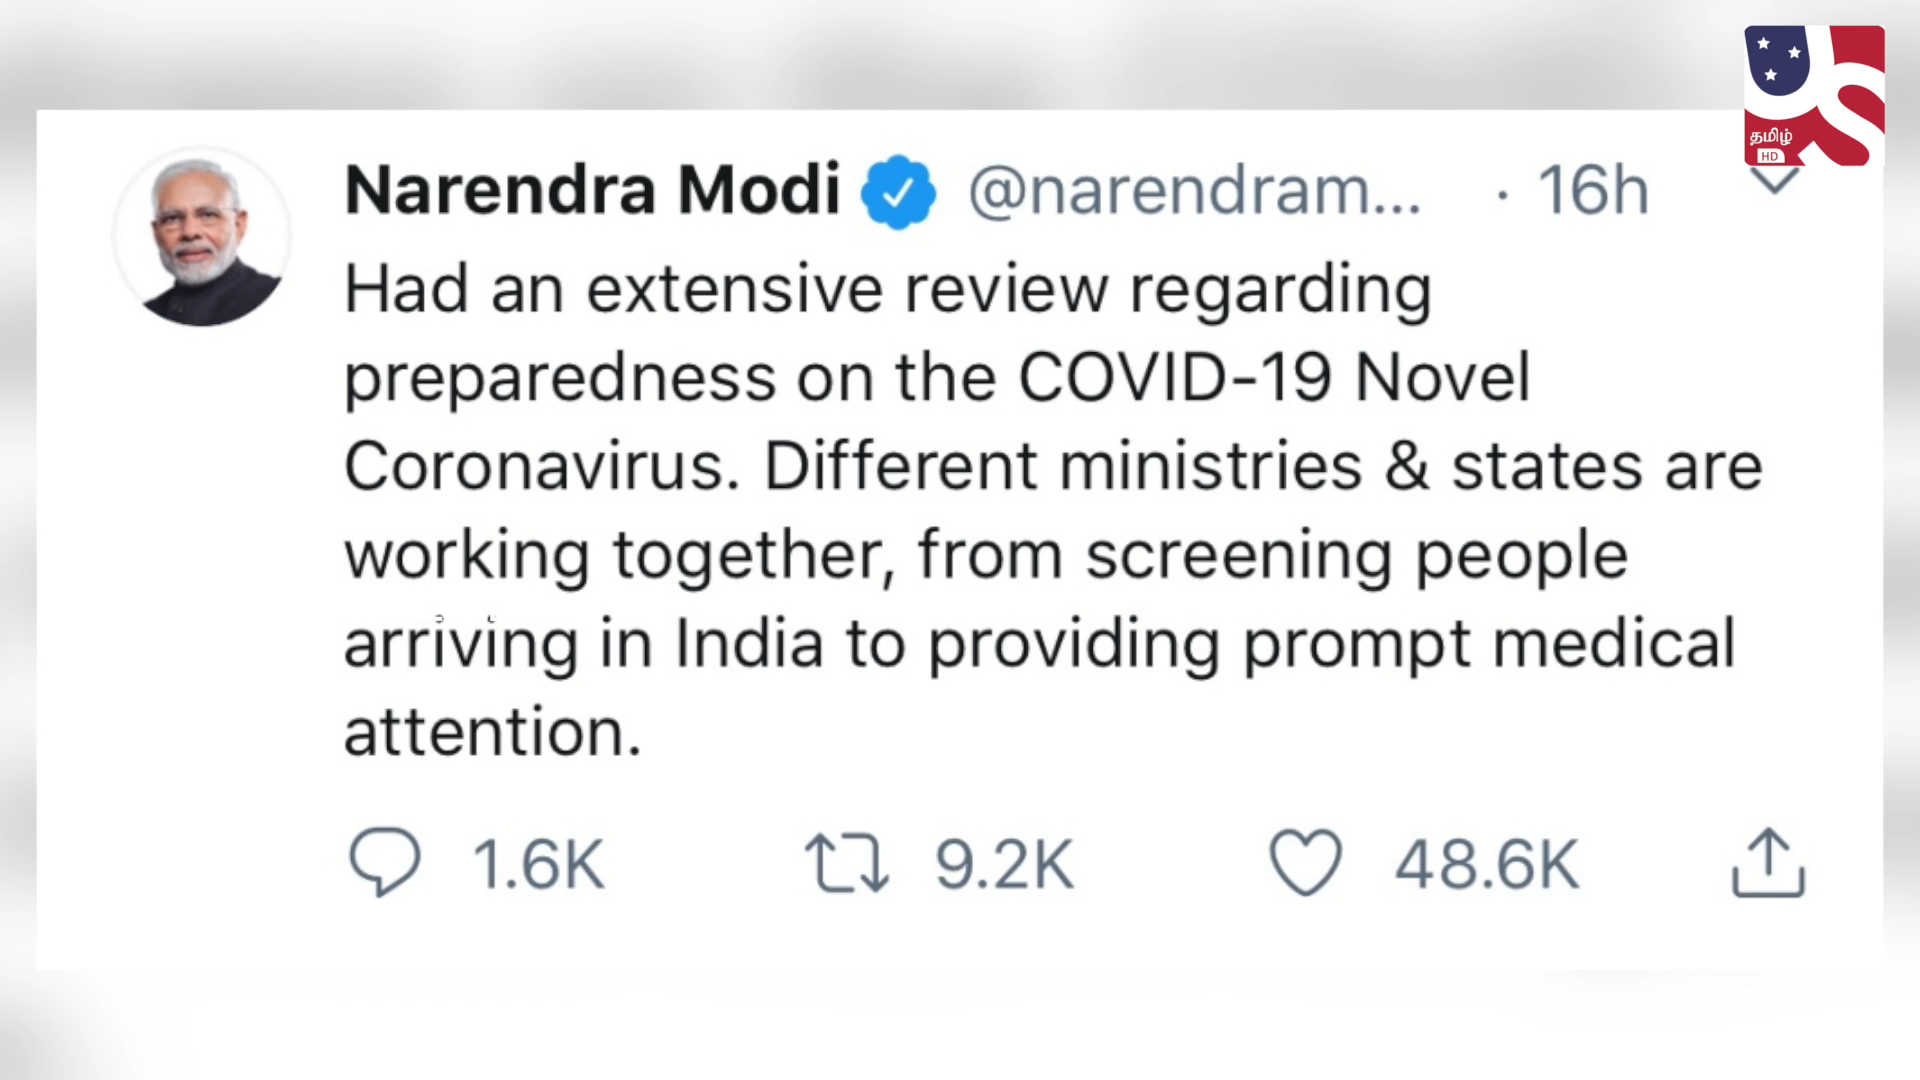 US
தமிழ்
HD
Narendra Modi @narendram... · 16h
Had an extensive review regarding
preparedness on the COVID-19 Novel
Coronavirus. Different ministries & states are
working together, from screening people
arriving in India to providing prompt medical
attention.
1.6K 9.2K 48.6K